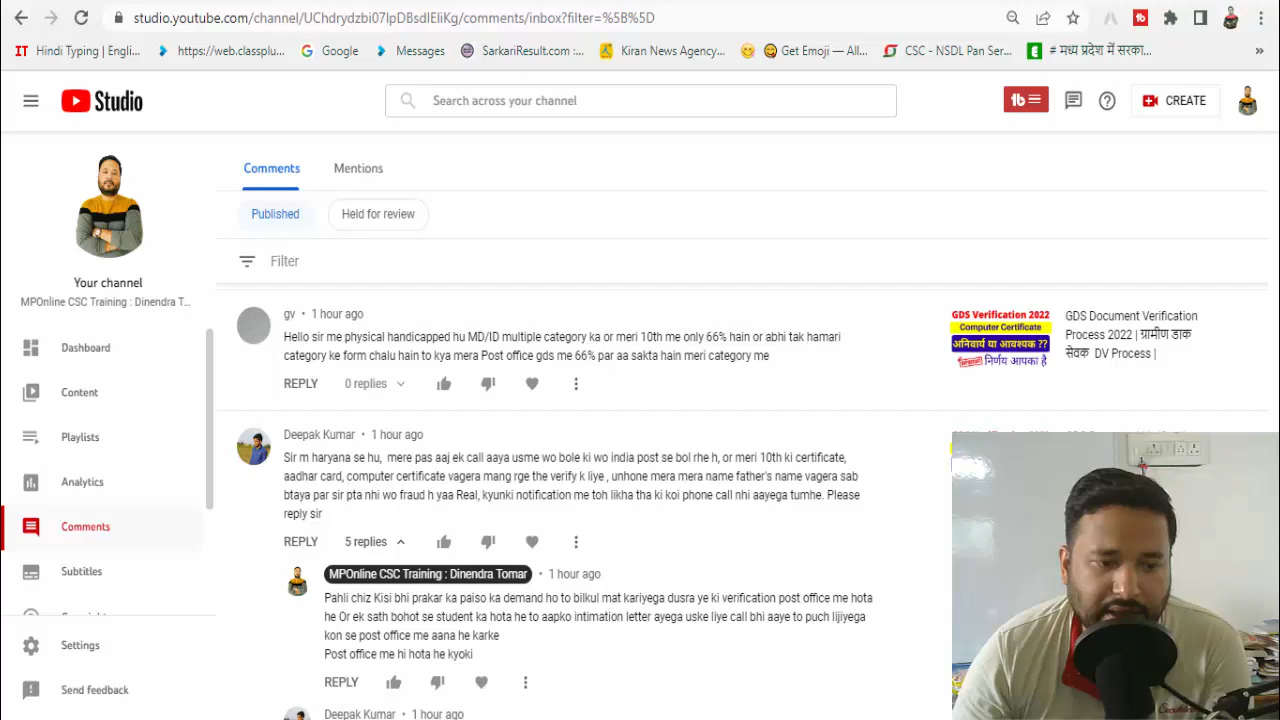 studio.youtube.com/channel/UChdrydzbi07lpDBsdlEliKg/comments/inbox?filter=%5B%5D
IT Hindi Typing | Engl...
https://web.classplu...
Google
Messages
SarkariResult.com :...
Kiran News Agency...
Get Emoji — All...
CSC - NSDL Pan Ser...
# मध्य प्रदेश में सरका...
»
Studio
Search across your channel
CREATE
Your channel
MPOnline CSC Training : Dinendra T...
Dashboard
Content
Playlists
Analytics
Comments
Subtitles
Settings
Send feedback
Comments
Mentions
Published
Held for review
Filter
gv • 1 hour ago
Hello sir me physical handicapped hu MD/ID multiple category ka or meri 10th me only 66% hain or abhi tak hamari
category ke form chalu hain to kya mera Post office gds me 66% par aa sakta hain meri category me
REPLY
0 replies
GDS Verification 2022
Computer Certificate
अनिवार्य या आवश्यक ??
निर्णय आपका है
GDS Document Verification
Process 2022 | ग्रामीण डाक
सेवक DV Process |
Deepak Kumar • 1 hour ago
Sir m haryana se hu, mere pas aaj ek call aaya usme wo bole ki wo india post se bol rhe h, or meri 10th ki certificate,
aadhar card, computer certificate vagera mang rge the verify k liye , unhone mera mera name father's name vagera sab
btaya par sir pta nhi wo fraud h yaa Real, kyunki notification me toh likha tha ki koi phone call nhi aayega tumhe. Please
reply sir
REPLY
5 replies
MPOnline CSC Training : Dinendra Tomar • 1 hour ago
Pahli chiz Kisi bhi prakar ka paiso ka demand ho to bilkul mat kariyega dusra ye ki verification post office me hota
he Or ek sath bohot se student ka hota he to aapko intimation letter ayega uske liye call bhi aaye to puch lijiyega
kon se post office me aana he karke
Post office me hi hota he kyoki
REPLY
Deepak Kumar • 1 hour ago